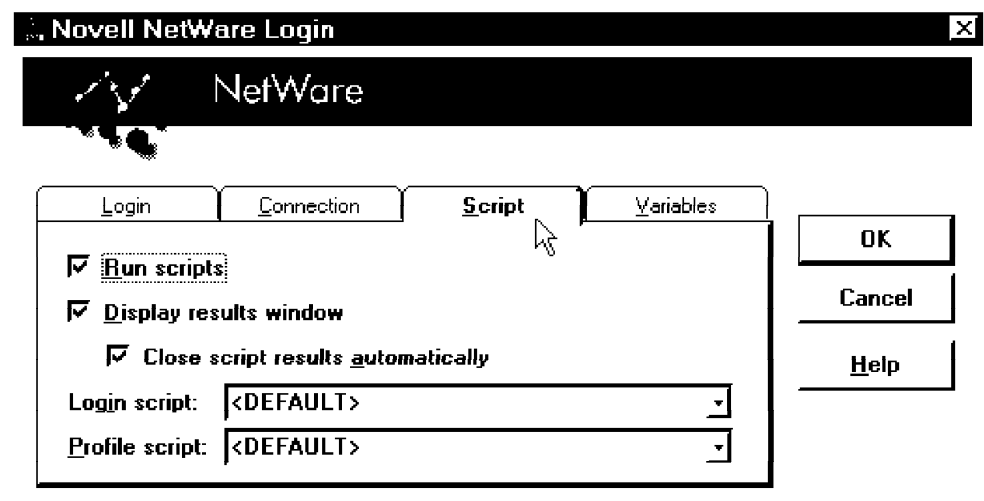 Novell NetWare Login
NetWare
Login Connection Script Variables
Run scripts
Display results window
Close script results automatically
Login script: <DEFAULT>
Profile script: <DEFAULT>
OK
Cancel
Help